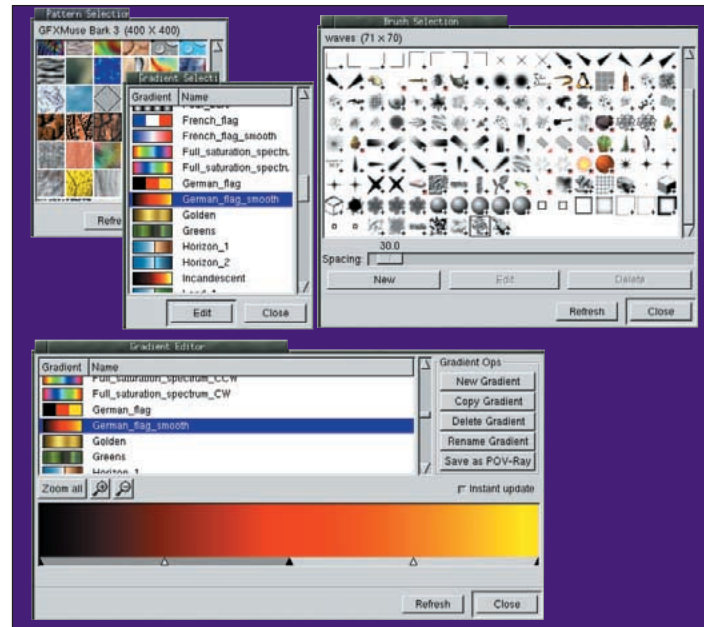 Pattern Selection
GFXMuse Bark 3 (400 X 400)
Gradient Selecti
Gradient Name
French_flag
French_flag_smooth
Full_saturation_spectru
Full_saturation_spectru
German_flag
German_flag_smooth
Golden
Greens
Horizon_1
Horizon_2
Incandescent
Land_1
Refre
Edit Close
Brush Selection
waves (71 X 70)
30.0
Spacing:
New Edit Delete
Refresh Close
Gradient Editor
Gradient Name
Full_saturation_spectrum_CCW
Full_saturation_spectrum_CW
German_flag
German_flag_smooth
Golden
Greens
Horizon_1
Gradient Ops
New Gradient
Copy Gradient
Delete Gradient
Rename Gradient
Save as POV-Ray
Zoom all
Instant update
Refresh Close